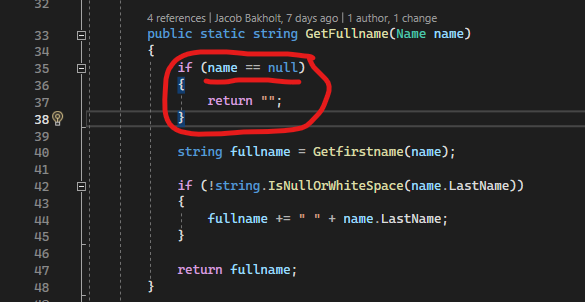 32
4 references | Jacob Bakholt, 7 days ago | 1 author, 1 change
33 public static string GetFullname(Name name)
34 {
35 if (name == null)
36 {
37 return "";
38 }
39
40 string fullname = Getfirstname(name);
41
42 if (!string.IsNullOrWhiteSpace(name.LastName))
43 {
44 fullname += " " + name.LastName;
45 }
46
47 return fullname;
48 }
49